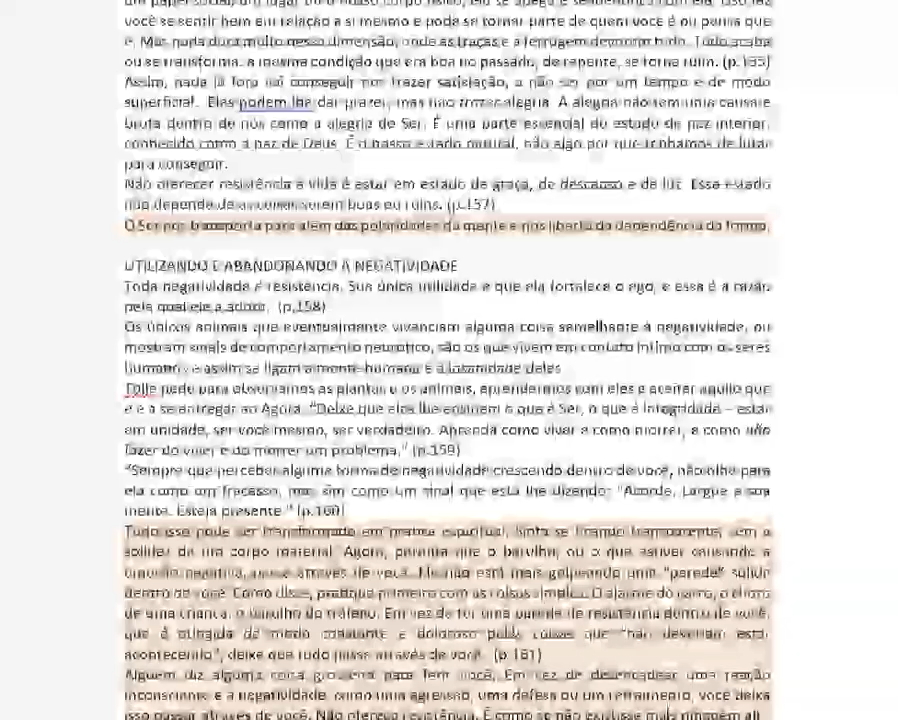 você se sentir bem em relação a si mesmo e pode se tornar parte de quem você é ou pensa que
é. Mas nada dura muito nessa dimensão, onde as traças e a ferrugem devoram tudo. Tudo acaba
ou se transforma: a mesma condição que era boa no passado, de repente, se torna ruim. (p.155)
Assim, nada lá fora vai conseguir nos trazer satisfação, a não ser por um tempo e de modo
superficial. Elas podem lhe dar prazer, mas não trazer alegria. A alegria não tem uma causa e
brota dentro de nós como a alegria de Ser. É uma parte essencial do estado de paz interior,
conhecido como a paz de Deus. É o nosso estado natural, não algo por que tenhamos de lutar
para conseguir.
Não oferecer resistência à vida é estar em estado de graça, de descanso e de luz. Esse estado
não depende de as coisas serem boas ou ruins. (p.157)
O Ser nos transporta para além das polaridades da mente e nos liberta da dependência da forma.
UTILIZANDO E ABANDONANDO A NEGATIVIDADE
Toda negatividade é resistência. Sua única utilidade é que ela fortalece o ego, e essa é a razão
pela qual ele a adora. (p.158)
Os únicos animais que eventualmente vivenciam alguma coisa semelhante à negatividade, ou
mostram sinais de comportamento neurótico, são os que vivem em contato íntimo com os seres
humanos e assim se ligam à mente humana e à insanidade deles
Tolle pede para observarmos as plantas e os animais, aprendermos com eles a aceitar aquilo que
é e a se entregar ao Agora. "Deixe que eles lhe ensinem o que é Ser, o que é integridade – estar
em unidade, ser você mesmo, ser verdadeiro. Aprenda como viver e como morrer, e como não
fazer do viver e do morrer um problema." (p.159)
"Sempre que perceber alguma forma de negatividade crescendo dentro de você, não olhe para
ela como um fracasso, mas sim como um sinal que está lhe dizendo: "Acorde. Largue a sua
mente. Esteja presente." (p.160)
Tudo isso pode ser transformado em prática espiritual. Sinta se ficando transparente, sem a
solidez de um corpo material. Agora, permita que o barulho, ou o que estiver causando a
reação negativa, passe através de você. Ele não está mais golpeando uma "parede" sólida
dentro de você. Como disse, pratique primeiro com as coisas simples. O alarme do carro, o choro
de uma criança, o barulho do tráfego. Em vez de ter uma parede de resistência dentro de você,
que é atingida de modo constante e doloroso pelas coisas que "não deveriam estar
acontecendo", deixe que tudo passe através de você. (p.161)
Alguém diz alguma coisa grosseira para ferir você. Em vez de desencadear uma reação
inconsciente e a negatividade, como uma agressão, uma defesa ou um retraimento, você deixa
isso passar através de você. Não ofereça resistência. É como se não existisse mais ninguém ali